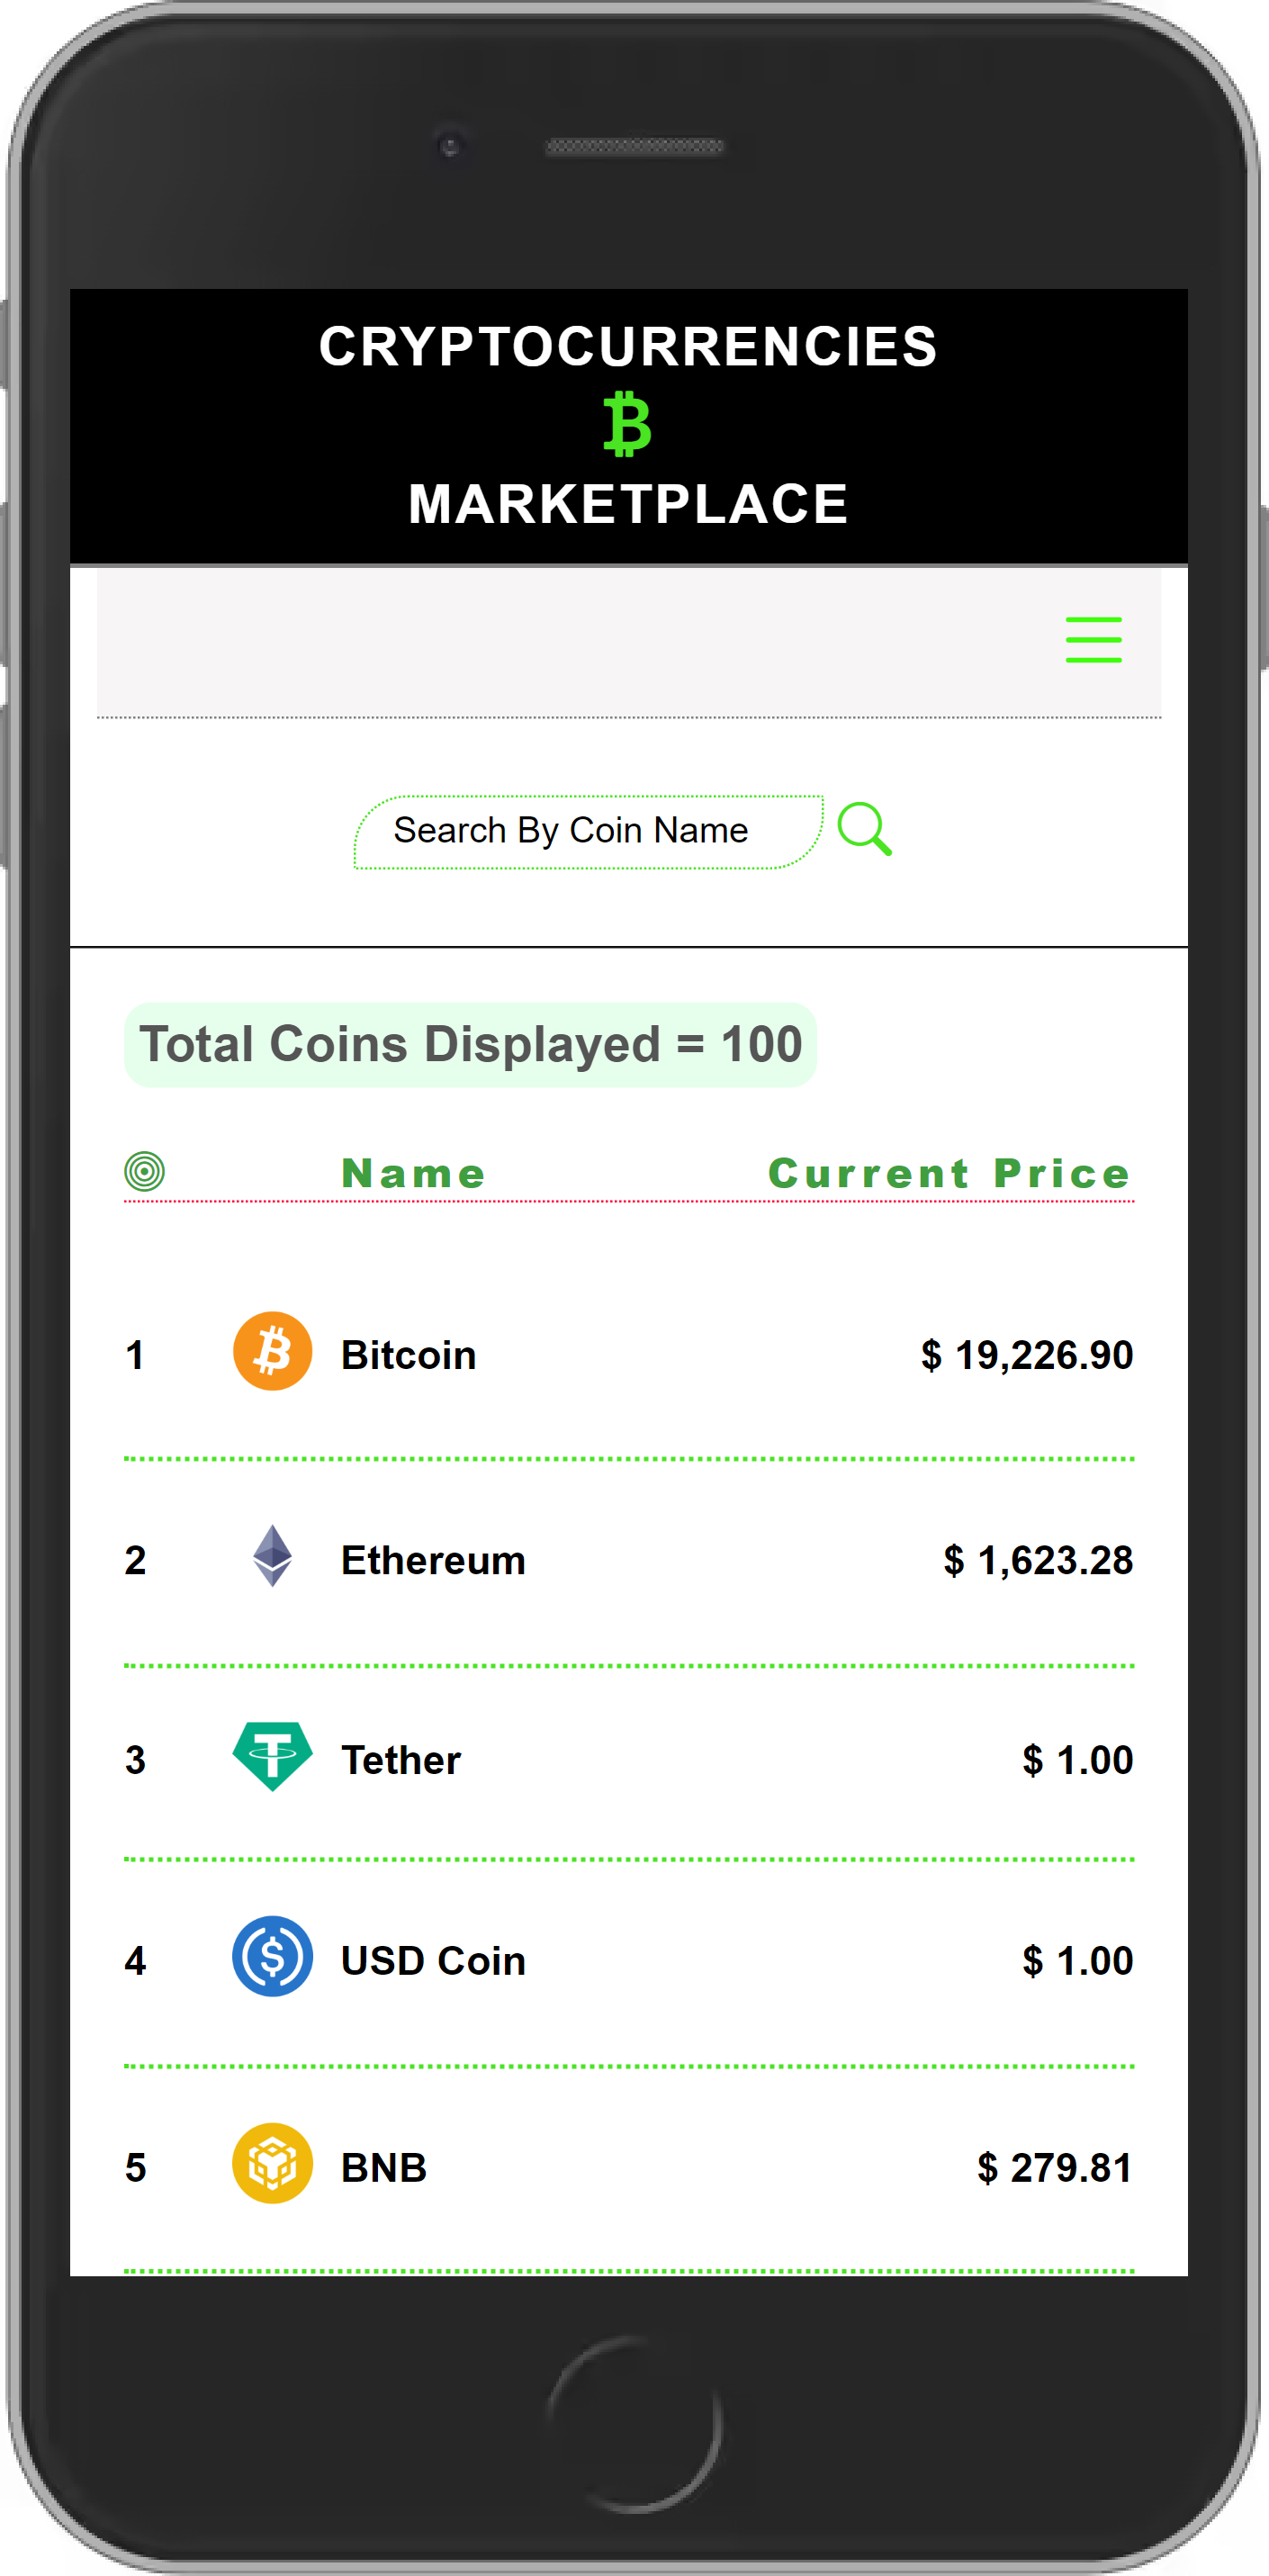 CRYPTOCURRENCIES
MARKETPLACE
Search By Coin Name
Total Coins Displayed = 100
Name Current Price
1 Bitcoin $ 19,226.90
2 Ethereum $ 1,623.28
3 Tether $ 1.00
4 USD Coin $ 1.00
5 BNB $ 279.81